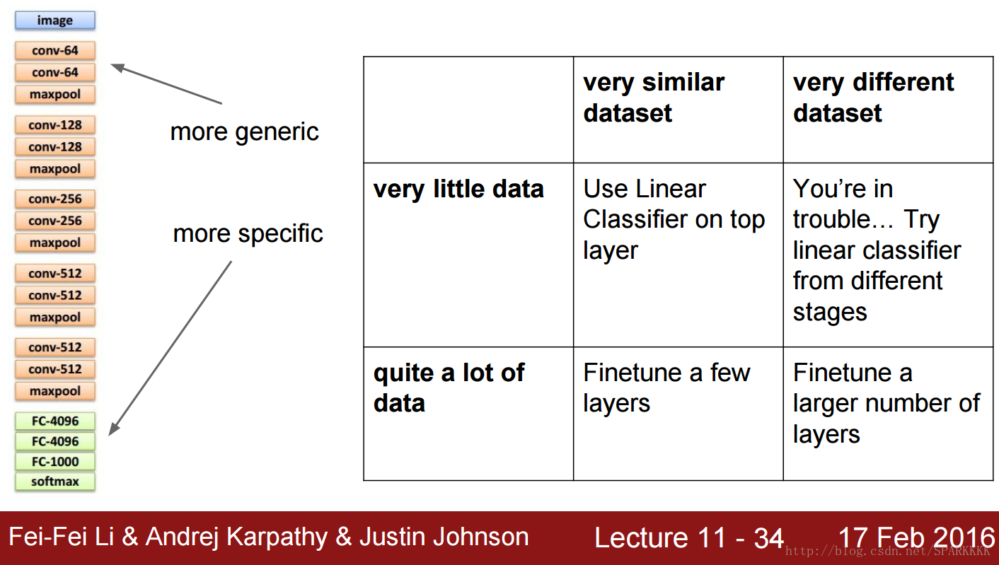 image
conv-64
conv-64
maxpool
conv-128
conv-128
maxpool
conv-256
conv-256
maxpool
conv-512
conv-512
maxpool
conv-512
conv-512
maxpool
FC-4096
FC-4096
FC-1000
softmax
more generic
more specific
very similar
dataset
very different
dataset
very little data
Use Linear
Classifier on top
layer
You’re in
trouble… Try
linear classifier
from different
stages
quite a lot of
data
Finetune a few
layers
Finetune a
larger number of
layers
Fei-Fei Li & Andrej Karpathy & Justin Johnson
Lecture 11 - 34
17 Feb 2016
http://blog.csdn.net/SPARKKKK